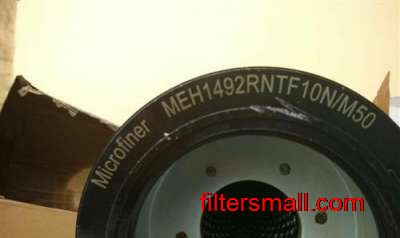 Microfiner MEH1492RNTF10N/M50
filtersmall.com